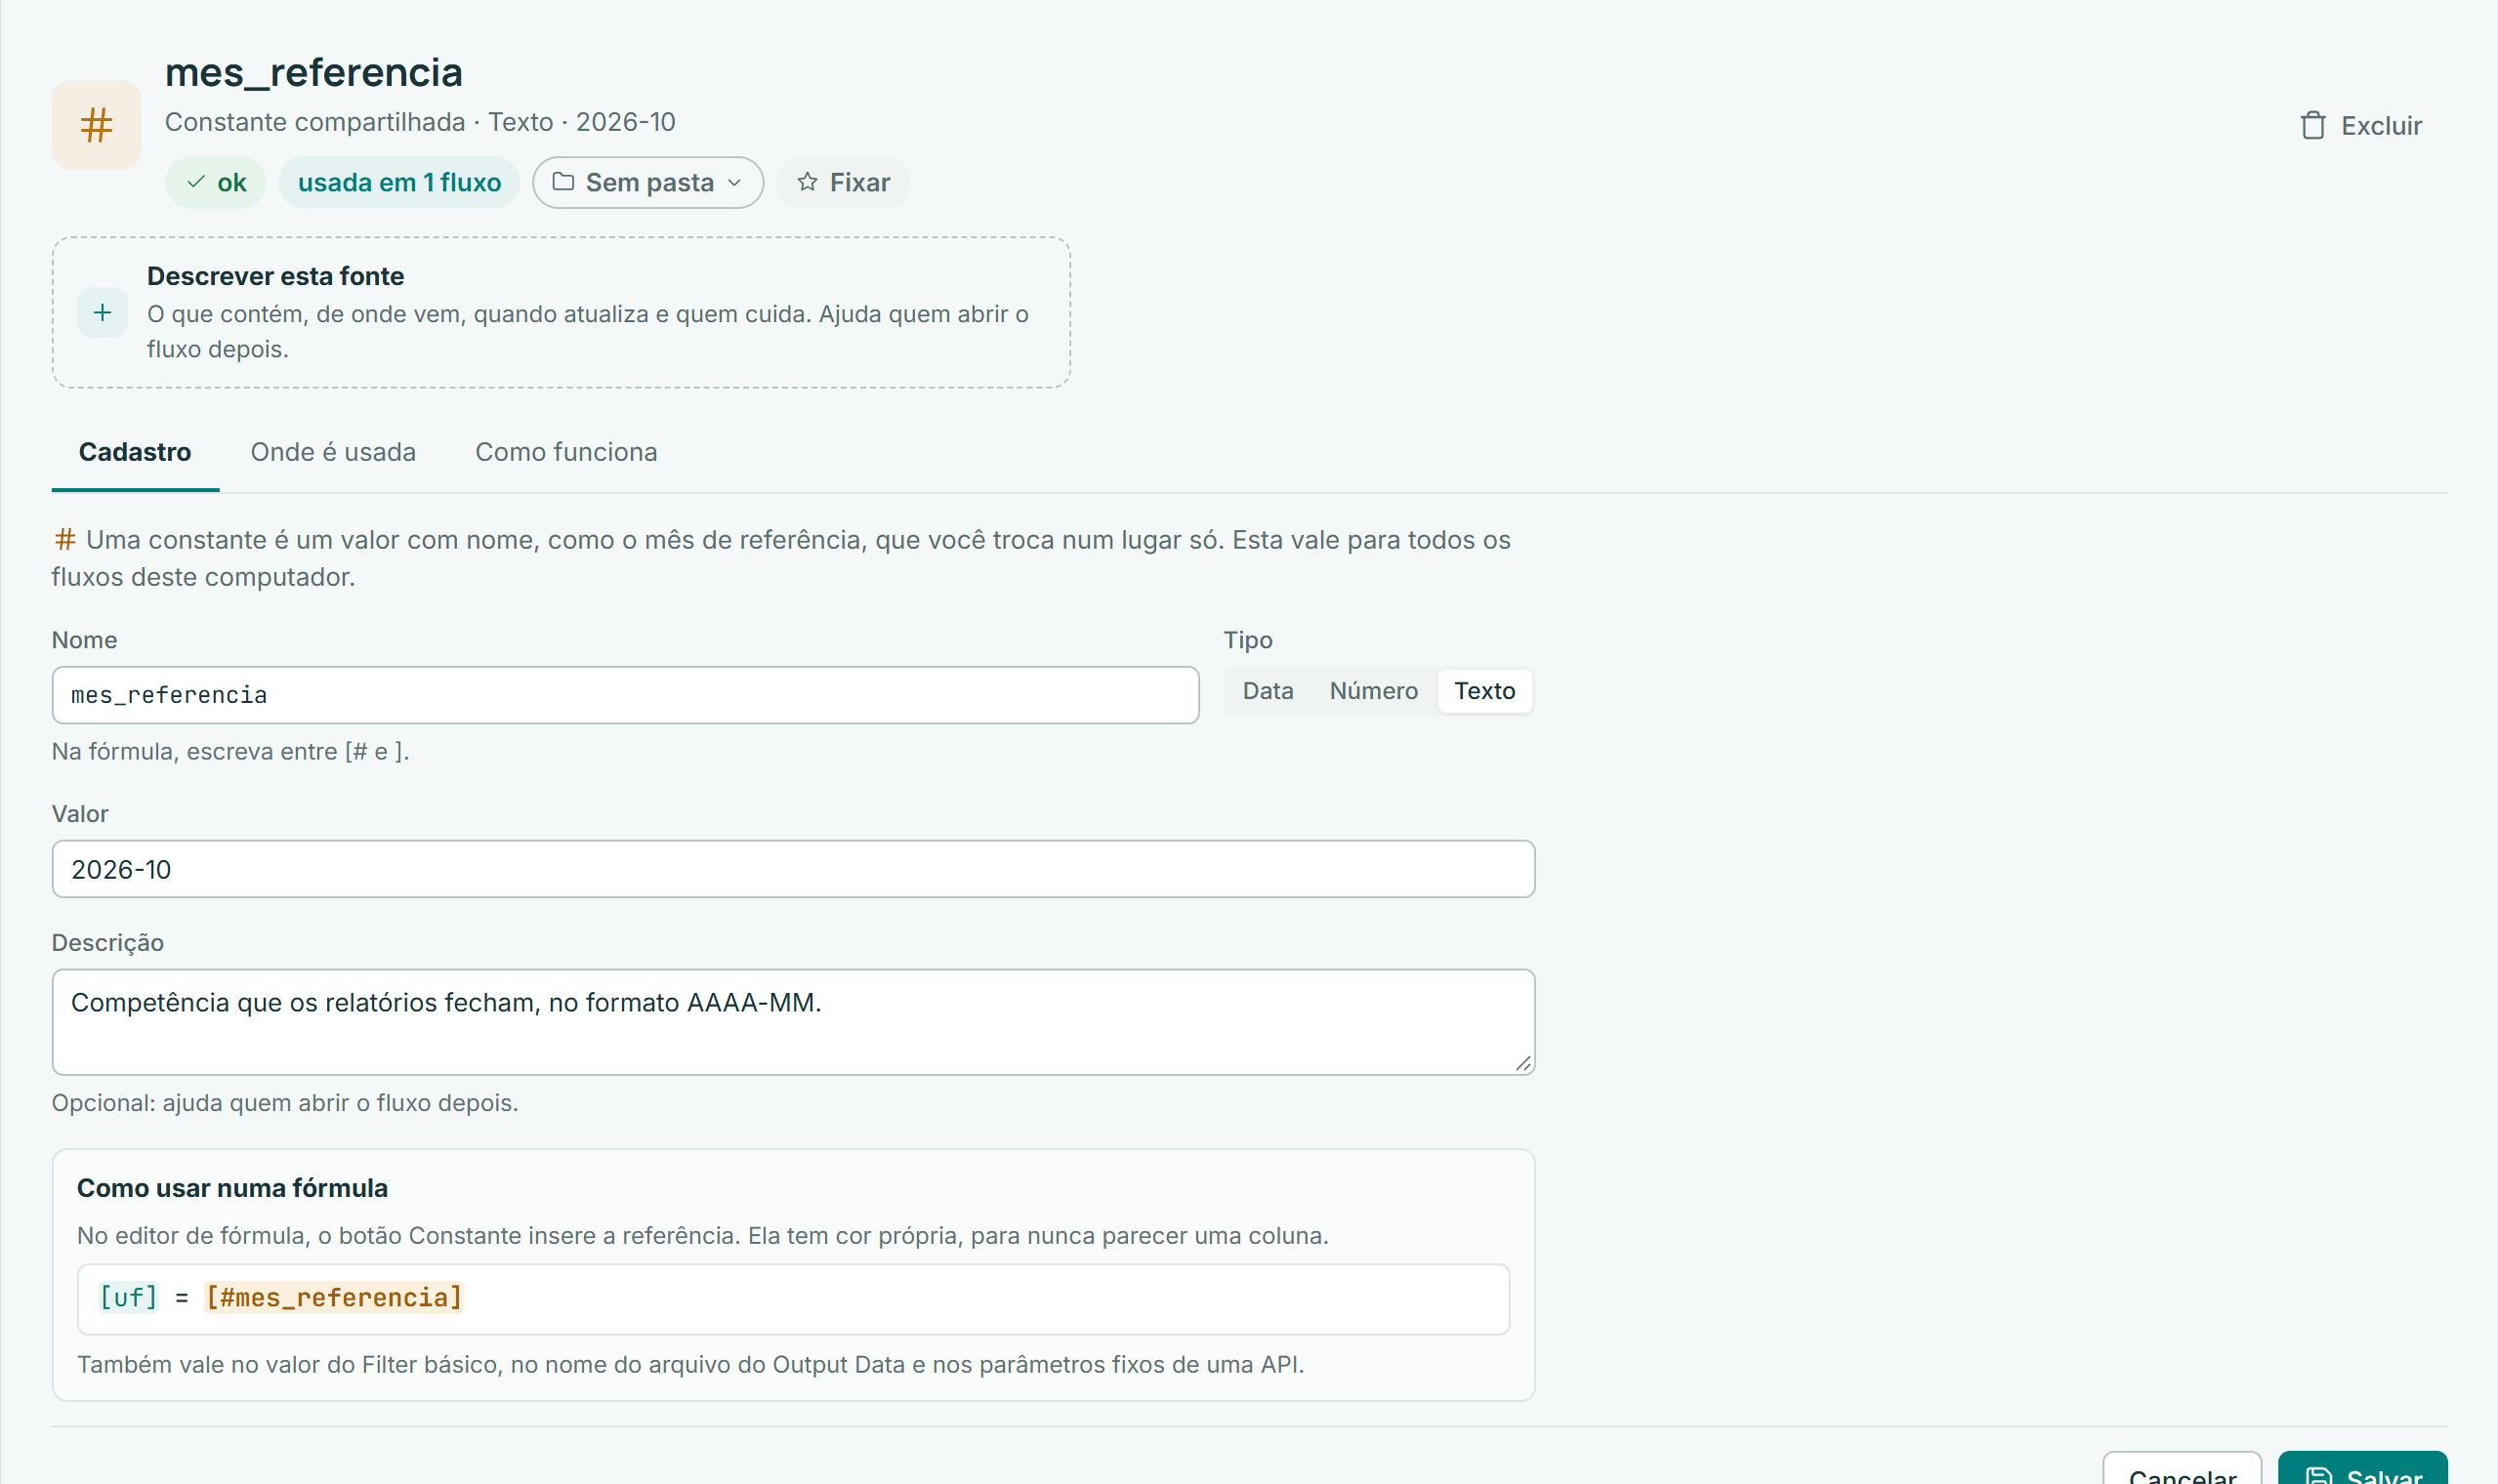 mes_referencia
Constante compartilhada · Texto · 2026-10
Excluir
ok
usada em 1 fluxo
Sem pasta
Fixar
Descrever esta fonte
O que contém, de onde vem, quando atualiza e quem cuida. Ajuda quem abrir o
fluxo depois.
Cadastro
Onde é usada
Como funciona
# Uma constante é um valor com nome, como o mês de referência, que você troca num lugar só. Esta vale para todos os
fluxos deste computador.
Nome
Tipo
mes_referencia
Data
Número
Texto
Na fórmula, escreva entre [# e ].
Valor
2026-10
Descrição
Competência que os relatórios fecham, no formato AAAA-MM.
Opcional: ajuda quem abrir o fluxo depois.
Como usar numa fórmula
No editor de fórmula, o botão Constante insere a referência. Ela tem cor própria, para nunca parecer uma coluna.
[uf] = [#mes_referencia]
Também vale no valor do Filter básico, no nome do arquivo do Output Data e nos parâmetros fixos de uma API.
Cancelar
Salvar